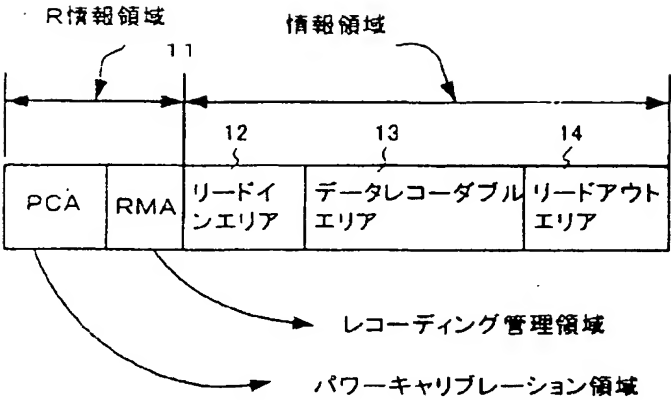 R情報領域
情報領域
11
12
13
14
PCA
RMA
リードイ
ンエリア
データレコーダブル
エリア
リードアウト
エリア
レコーディング管理領域
パワーキャリブレーション領域